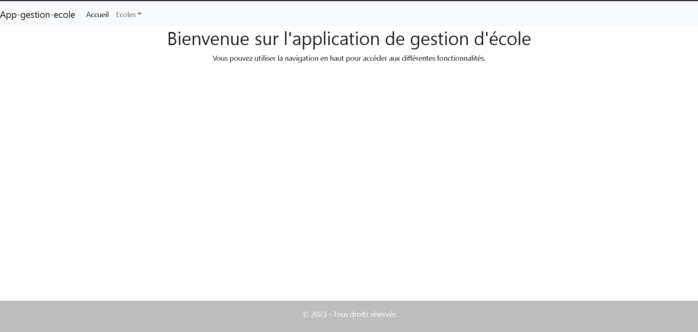 App-gestion-ecole Accueil Ecoles
Bienvenue sur l'application de gestion d'école
Vous pouvez utiliser la navigation en haut pour accéder aux différentes fonctionnalités.
© 2023 - Tous droits réservés